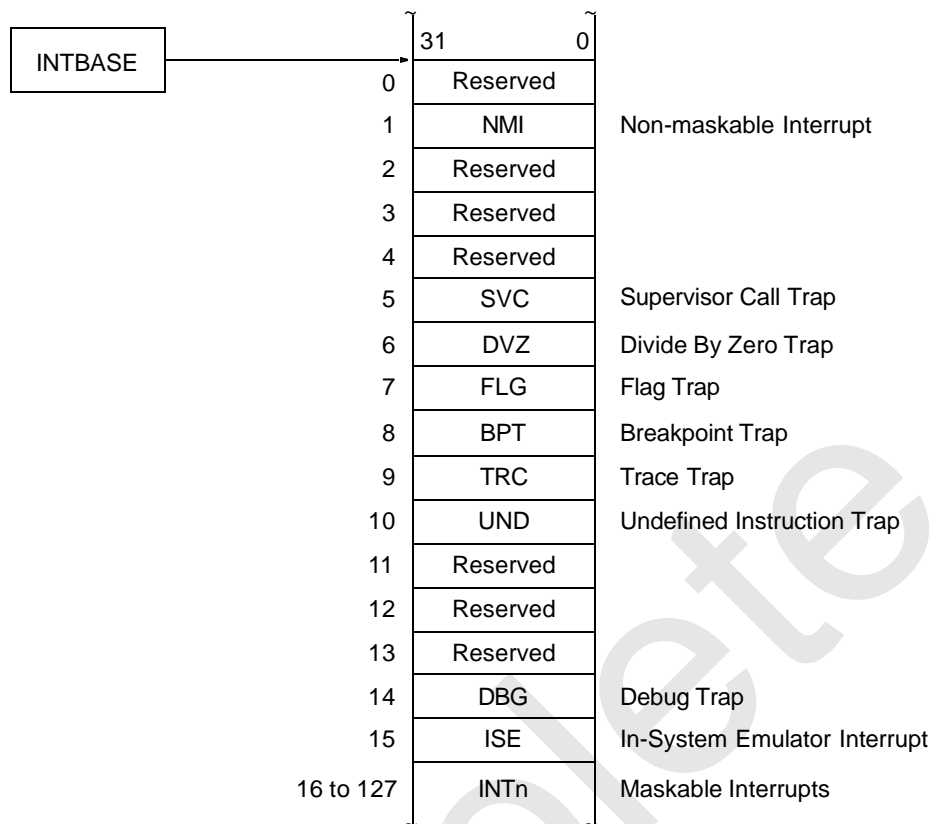 ~ ~
31 0
INTBASE
0 Reserved
1 NMI Non-maskable Interrupt
2 Reserved
3 Reserved
4 Reserved
5 SVC Supervisor Call Trap
6 DVZ Divide By Zero Trap
7 FLG Flag Trap
8 BPT Breakpoint Trap
9 TRC Trace Trap
10 UND Undefined Instruction Trap
11 Reserved
12 Reserved
13 Reserved
14 DBG Debug Trap
15 ISE In-System Emulator Interrupt
16 to 127 INTn Maskable Interrupts
~ ~